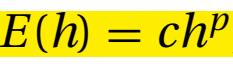 E(h) = ch^p